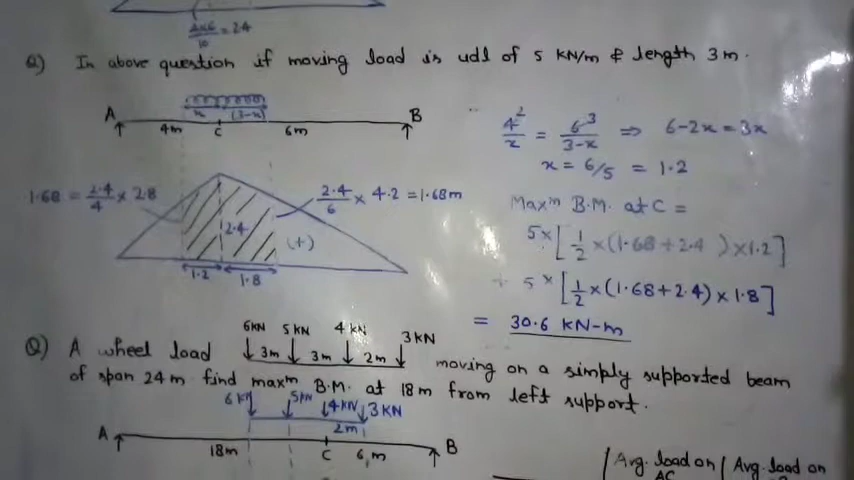 4×6
10 = 24
Q) In above question if moving load is udl of 5 KN/m & length 3m.
x (3-x)
A B
4m C 6m
4² / x = 6³ / 3-x ⇒ 6-2x=3x
x = 6/5 = 1.2
1.68 = 2.4/4 × 2.8
2.4/6 × 4.2 = 1.68m
2.4
(+)
1.2 1.8
Maxᵐ B.M. at C =
5×[1/2 ×(1.68+2.4 )×1.2]
+ 5×[1/2×(1.68+2.4)×1.8]
= 30.6 KN-m
6KN 5KN 4KN 3KN
3m 3m 2m
Q) A wheel load moving on a simply supported beam
of span 24m find maxᵐ B.M. at 18m from left support.
6KN 5KN 4KN 3KN
2m
A B
18m C 6m
Avg. load on Avg. load on
AC